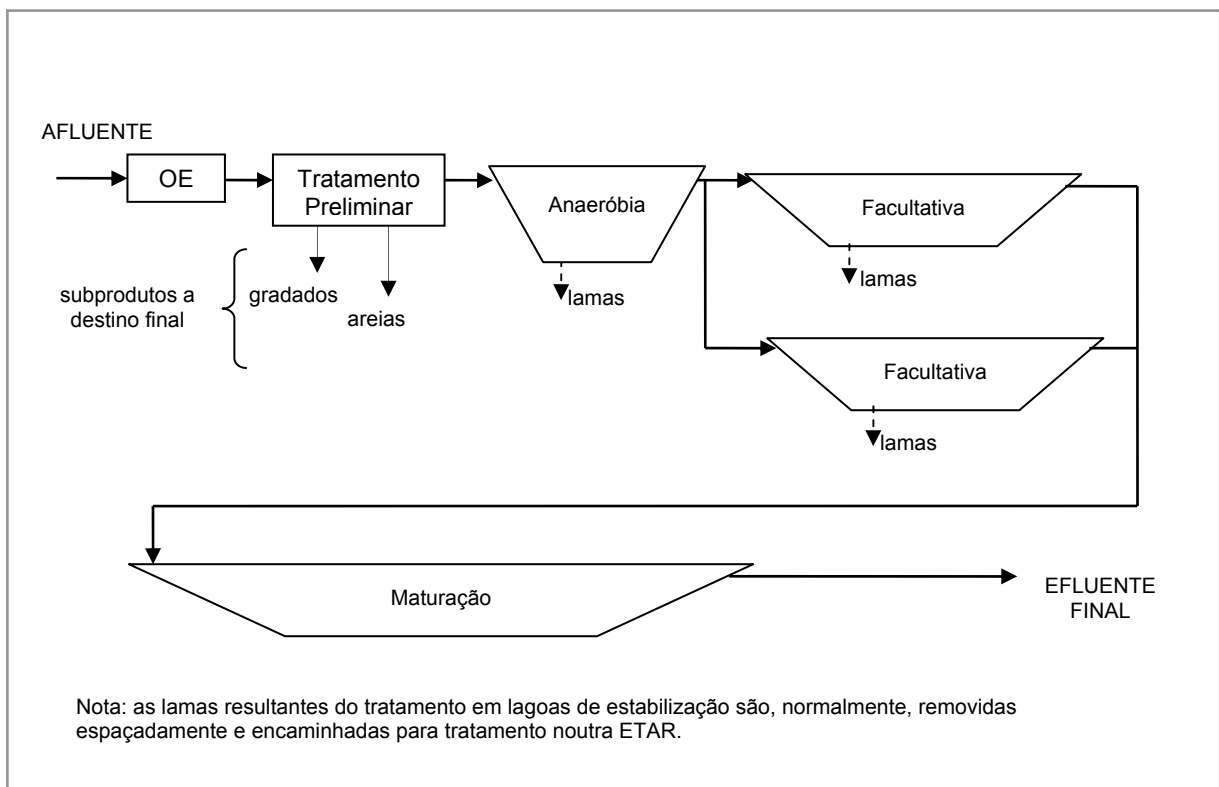 AFLUENTE
OE
Tratamento
Preliminar
Anaeróbia
Facultativa
subprodutos a
destino final
gradados
areias
lamas
lamas
Facultativa
lamas
Maturação
EFLUENTE
FINAL
Nota: as lamas resultantes do tratamento em lagoas de estabilização são, normalmente, removidas
espaçadamente e encaminhadas para tratamento noutra ETAR.